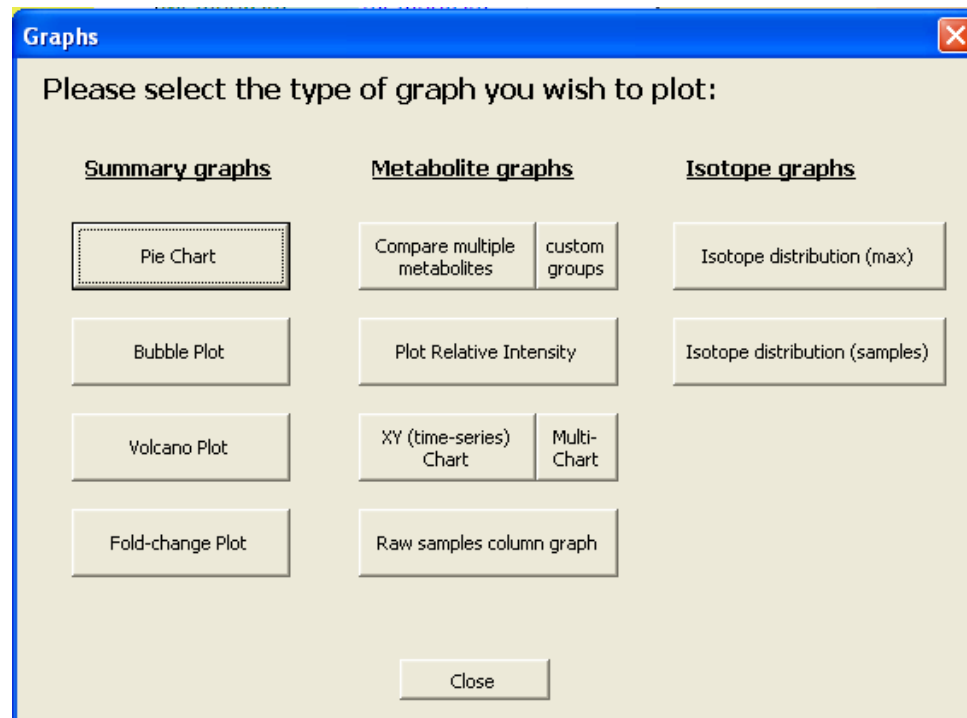 Graphs
Please select the type of graph you wish to plot:
Summary graphs
Metabolite graphs
Isotope graphs
Pie Chart
Compare multiple
metabolites
custom
groups
Isotope distribution (max)
Bubble Plot
Plot Relative Intensity
Isotope distribution (samples)
Volcano Plot
XY (time-series)
Chart
Multi-
Chart
Fold-change Plot
Raw samples column graph
Close